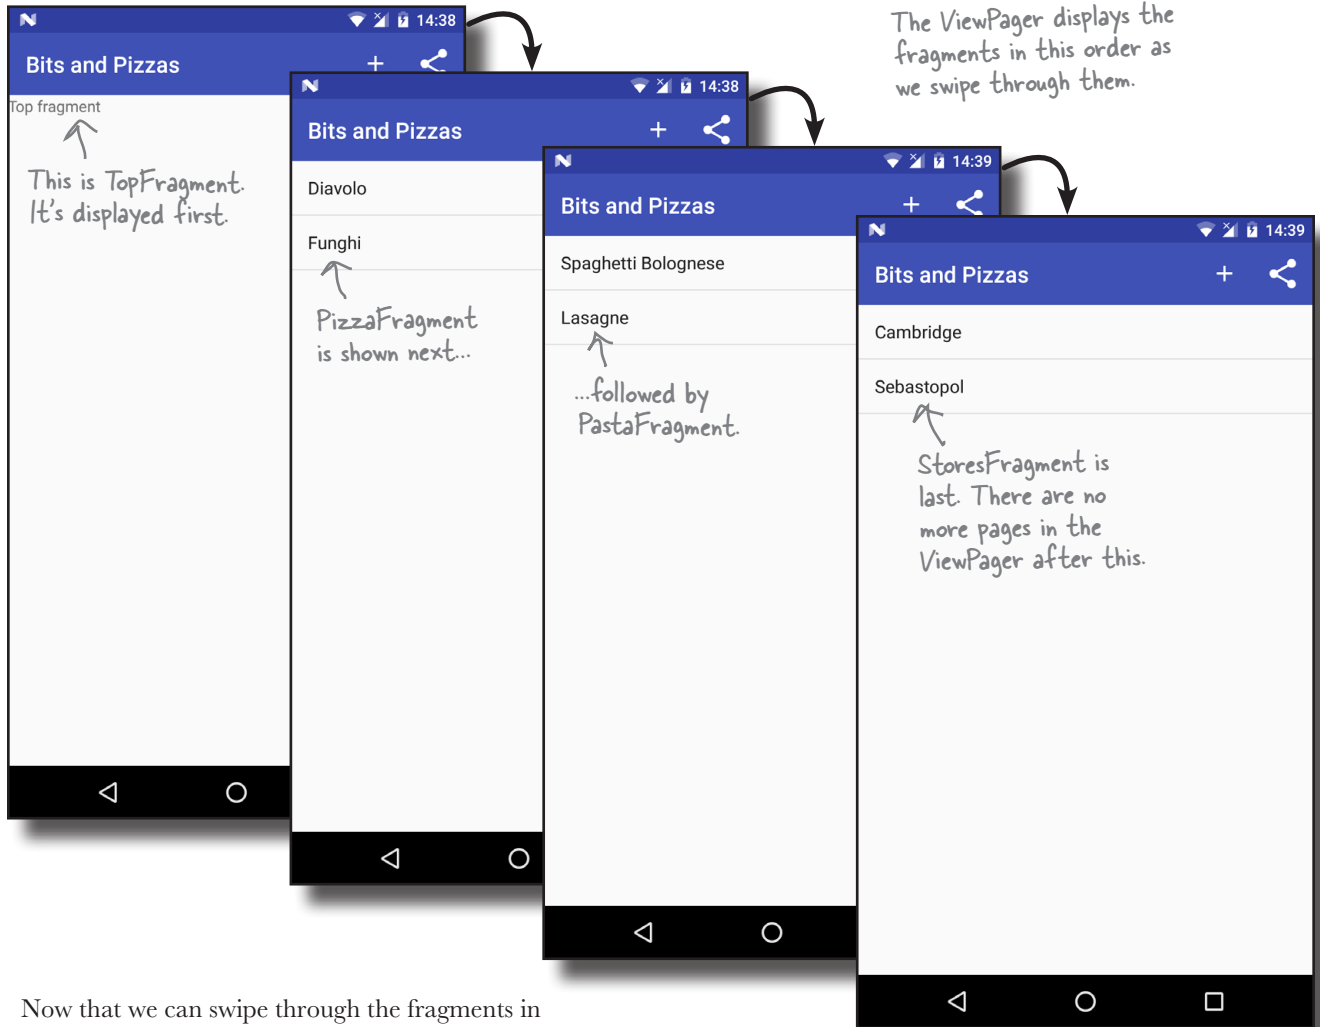 14:38
Bits and Pizzas
Top fragment
This is TopFragment.
It's displayed first.
14:38
Bits and Pizzas
Diavolo
Funghi
PizzaFragment
is shown next...
14:39
Bits and Pizzas
Spaghetti Bolognese
Lasagne
...followed by
PastaFragment.
The ViewPager displays the
fragments in this order as
we swipe through them.
14:39
Bits and Pizzas
Cambridge
Sebastopol
StoresFragment is
last. There are no
more pages in the
ViewPager after this.
Now that we can swipe through the fragments in